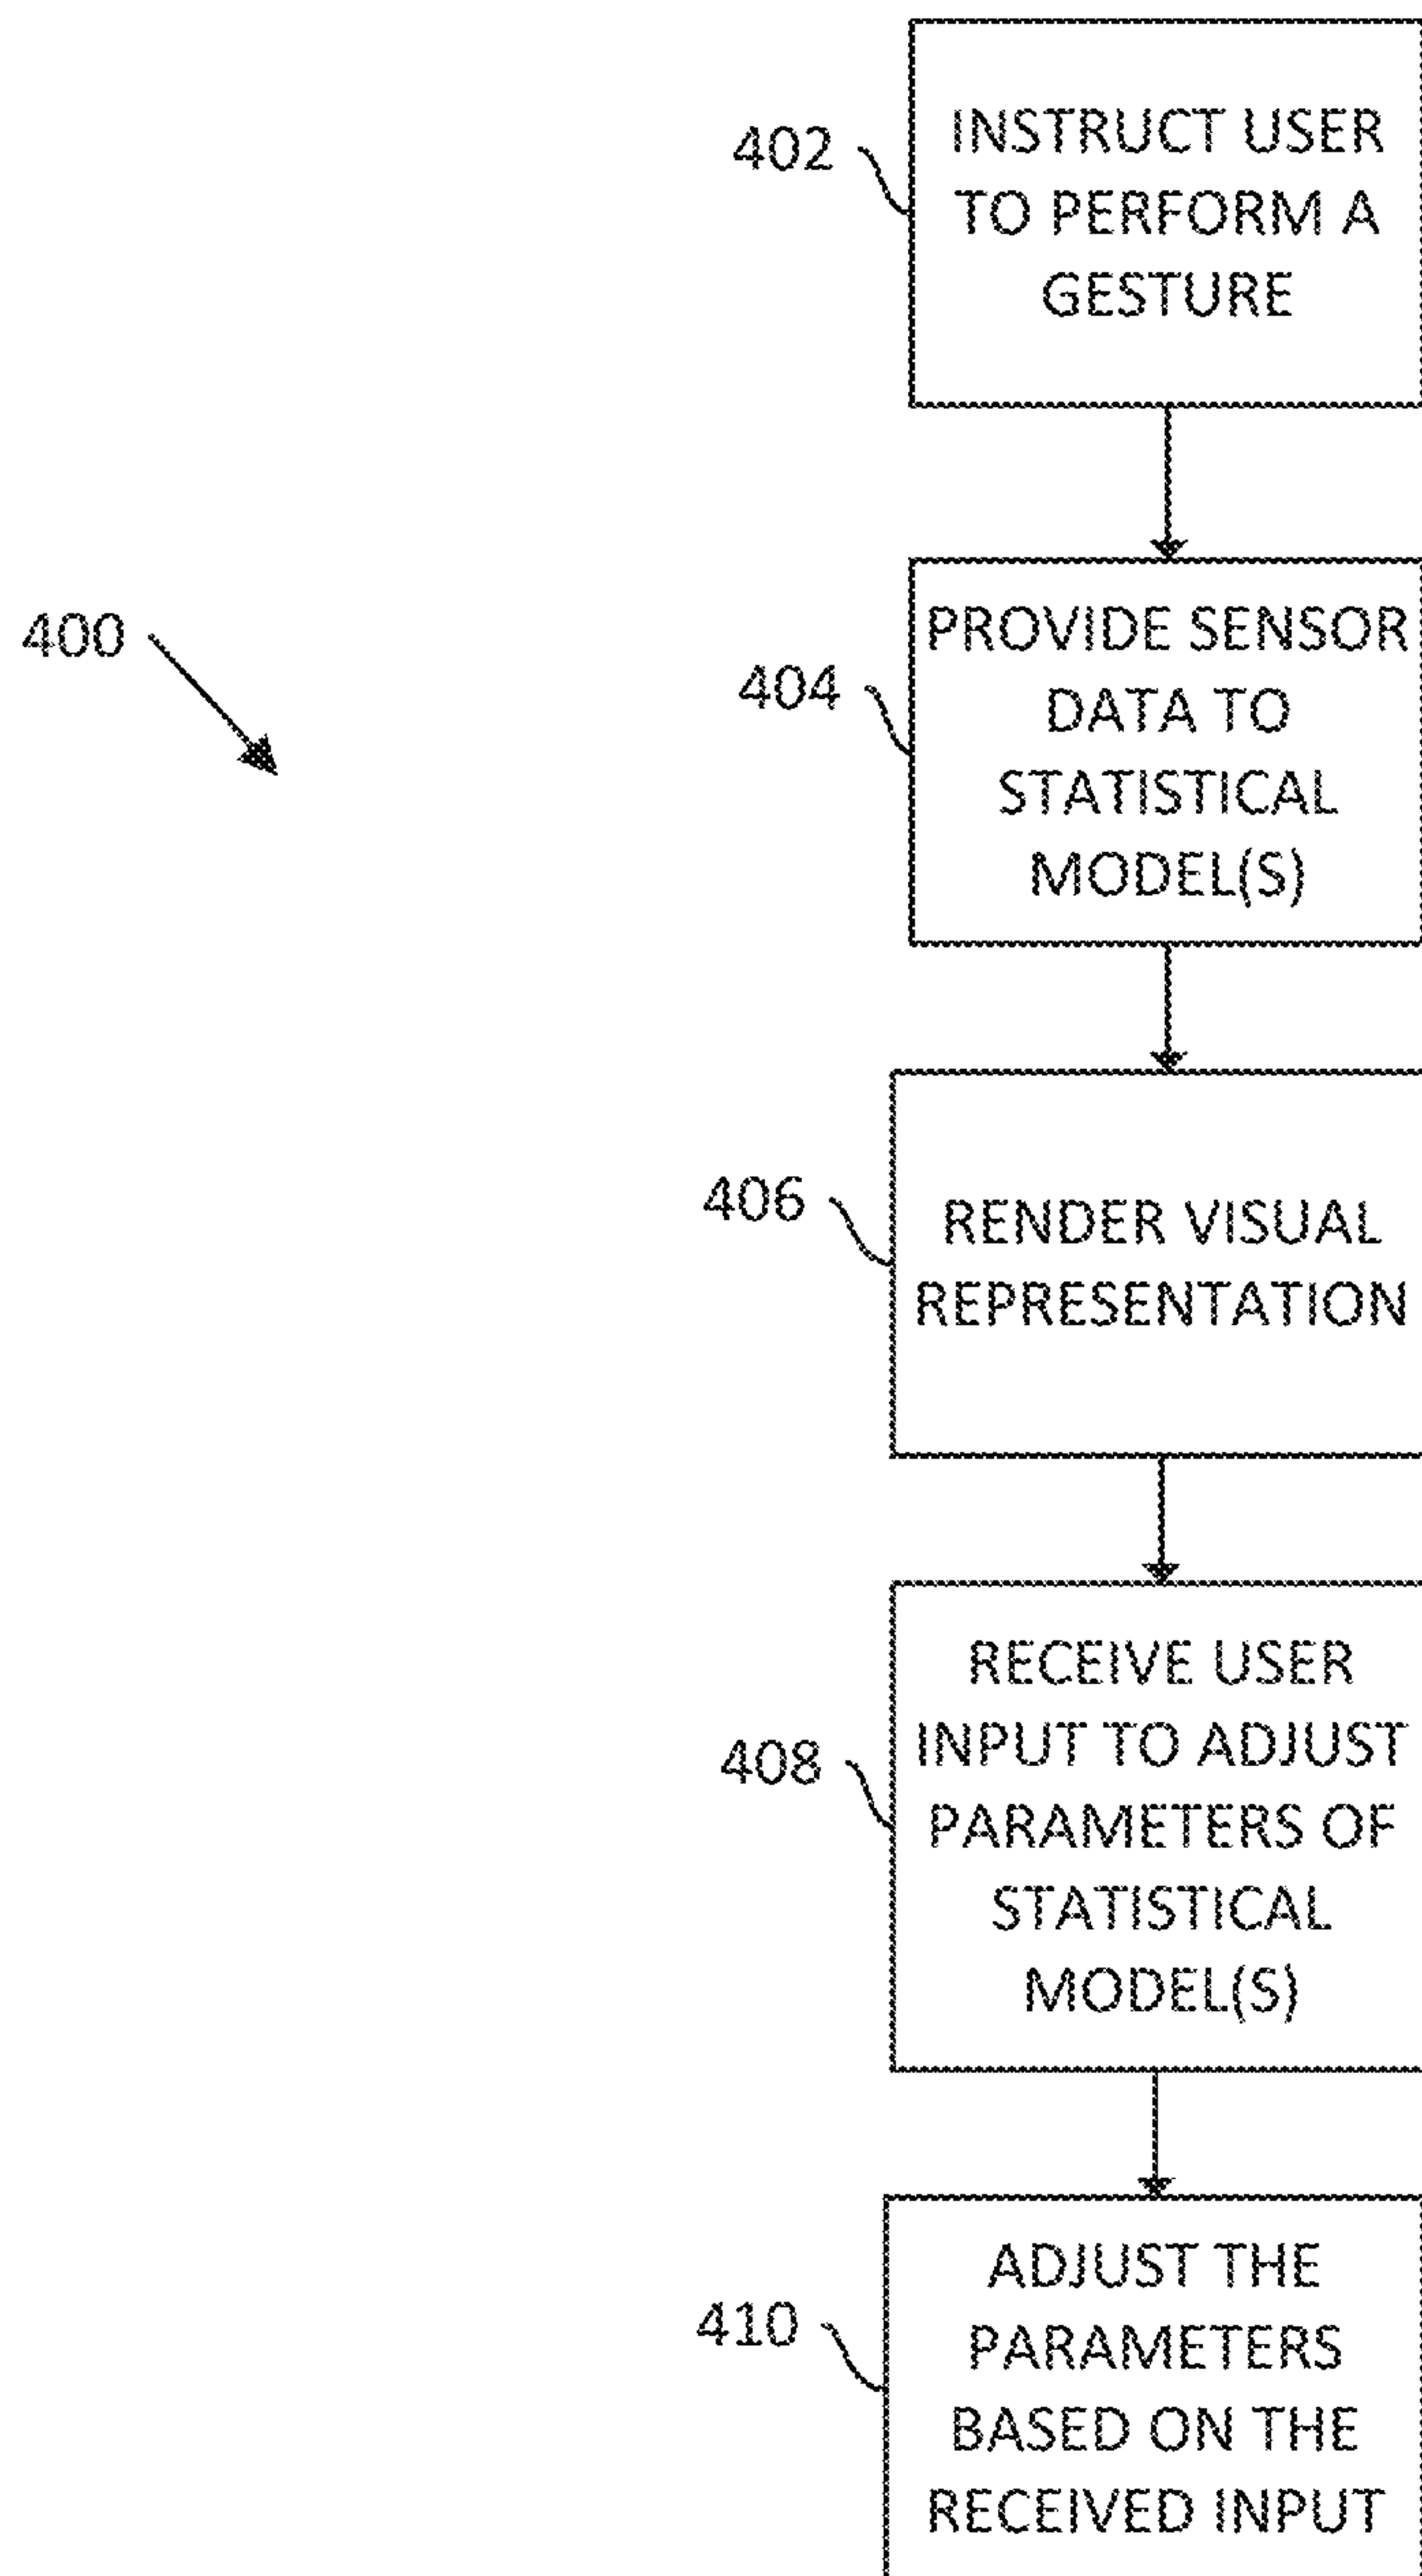 402
INSTRUCT USER
TO PERFORM A
GESTURE
400
404
PROVIDE SENSOR
DATA TO
STATISTICAL
MODEL(S)
406
RENDER VISUAL
REPRESENTATION
408
RECEIVE USER
INPUT TO ADJUST
PARAMETERS OF
STATISTICAL
MODEL(S)
410
ADJUST THE
PARAMETERS
BASED ON THE
RECEIVED INPUT